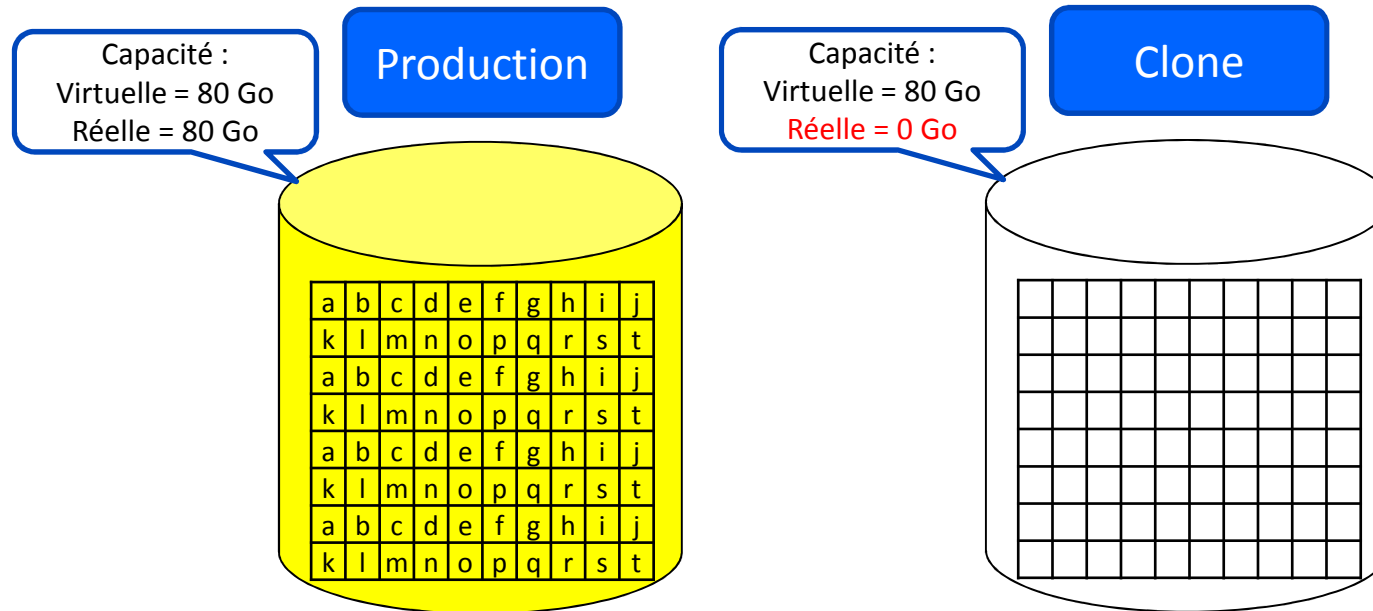 Capacité :
Virtuelle = 80 Go
Réelle = 80 Go
Production
Capacité :
Virtuelle = 80 Go
Réelle = 0 Go
Clone
a b c d e f g h i j
k l m n o p q r s t
a b c d e f g h i j
k l m n o p q r s t
a b c d e f g h i j
k l m n o p q r s t
a b c d e f g h i j
k l m n o p q r s t